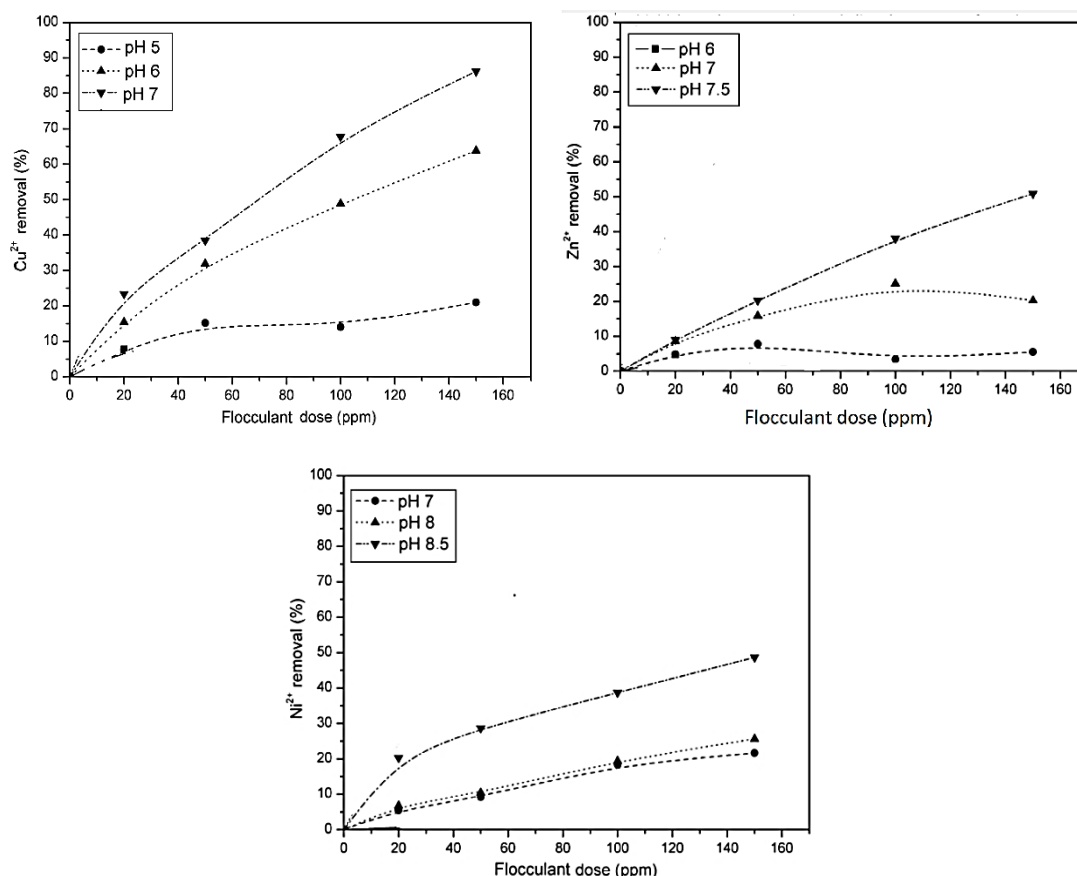 Cu²⁺ removal (%)
100
90
80
70
60
50
40
30
20
10
0
pH 5
pH 6
pH 7
0 20 40 60 80 100 120 140 160
Flocculant dose (ppm)
Zn²⁺ removal (%)
100
90
80
70
60
50
40
30
20
10
0
pH 6
pH 7
pH 7.5
0 20 40 60 80 100 120 140 160
Flocculant dose (ppm)
Ni²⁺ removal (%)
100
90
80
70
60
50
40
30
20
10
0
pH 7
pH 8
pH 8.5
0 20 40 60 80 100 120 140 160
Flocculant dose (ppm)